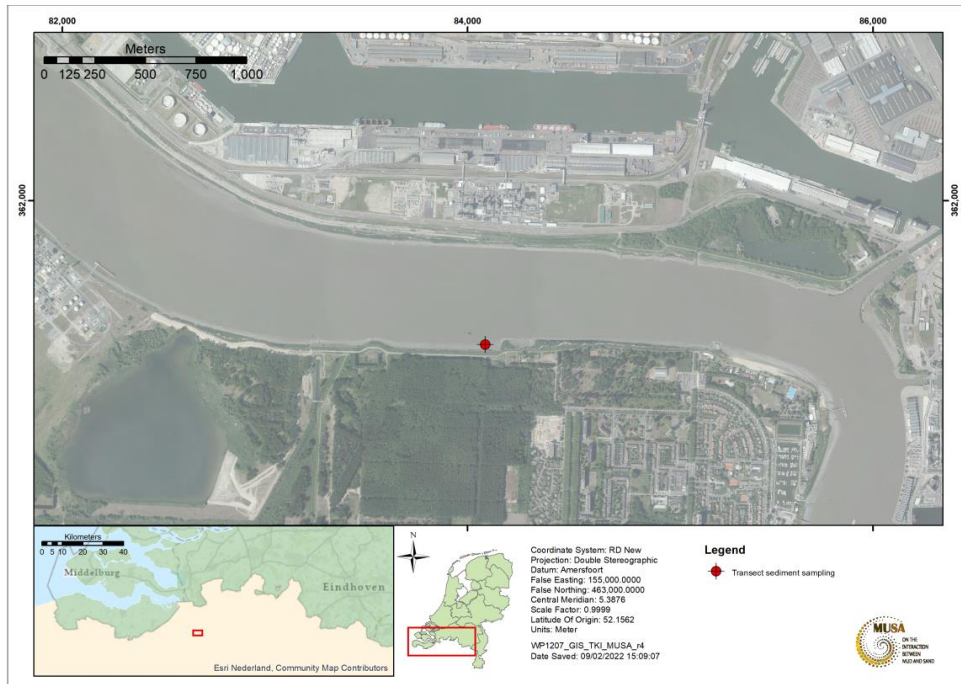 82,000
84,000
86,000
Meters
0 125 250 500 750 1,000
362,000
362,000
Kilometers
0 5 10 20 30 40
Middelburg
Eindhoven
Esri Nederland, Community Map Contributors
N
Coordinate System: RD New
Projection: Double Stereographic
Datum: Amersfoort
False Easting: 155,000.0000
False Northing: 463,000.0000
Central Meridian: 5.3876
Scale Factor: 0.9999
Latitude Of Origin: 52.1562
Units: Meter
WP1207_GIS_TKI_MUSA_r4
Date Saved: 09/02/2022 15:09:07
Legend
Transect sediment sampling
MUSA
ON THE
INTERACTION
BETWEEN
MUD AND SAND